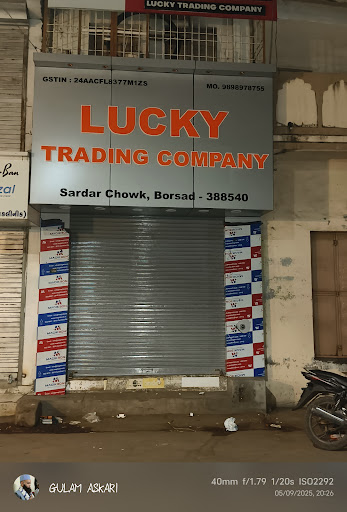 LUCKY TRADING COMPANY
GSTIN : 24AACFL8377M1ZS
MO. 9898978755
LUCKY
TRADING COMPANY
Sardar Chowk, Borsad - 388540
-Ban
GULAM ASKARI
40mm f/1.79 1/20s ISO2292
05/09/2025, 20:26